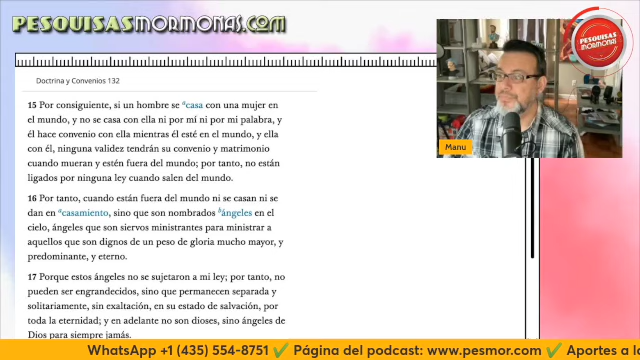 PESQUISASMORMONAS.COM
PESQUISAS
MORMONAS
Doctrina y Convenios 132
15 Por consiguiente, si un hombre se ᵃcasa con una mujer en
el mundo, y no se casa con ella ni por mí ni por mi palabra, y
él hace convenio con ella mientras él esté en el mundo, y ella
con él, ninguna validez tendrán su convenio y matrimonio
cuando mueran y estén fuera del mundo; por tanto, no están
ligados por ninguna ley cuando salen del mundo.
Manu
16 Por tanto, cuando están fuera del mundo ni se casan ni se
dan en ᵃcasamiento, sino que son nombrados ᵇángeles en el
cielo, ángeles que son siervos ministrantes para ministrar a
aquellos que son dignos de un peso de gloria mucho mayor, y
predominante, y eterno.
17 Porque estos ángeles no se sujetaron a mi ley; por tanto, no
pueden ser engrandecidos, sino que permanecen separada y
solitariamente, sin exaltación, en su estado de salvación, por
toda la eternidad; y en adelante no son dioses, sino ángeles de
Dios para siempre jamás.
WhatsApp +1 (435) 554-8751 ✔ Página del podcast: www.pesmor.com ✔ Aportes a lo